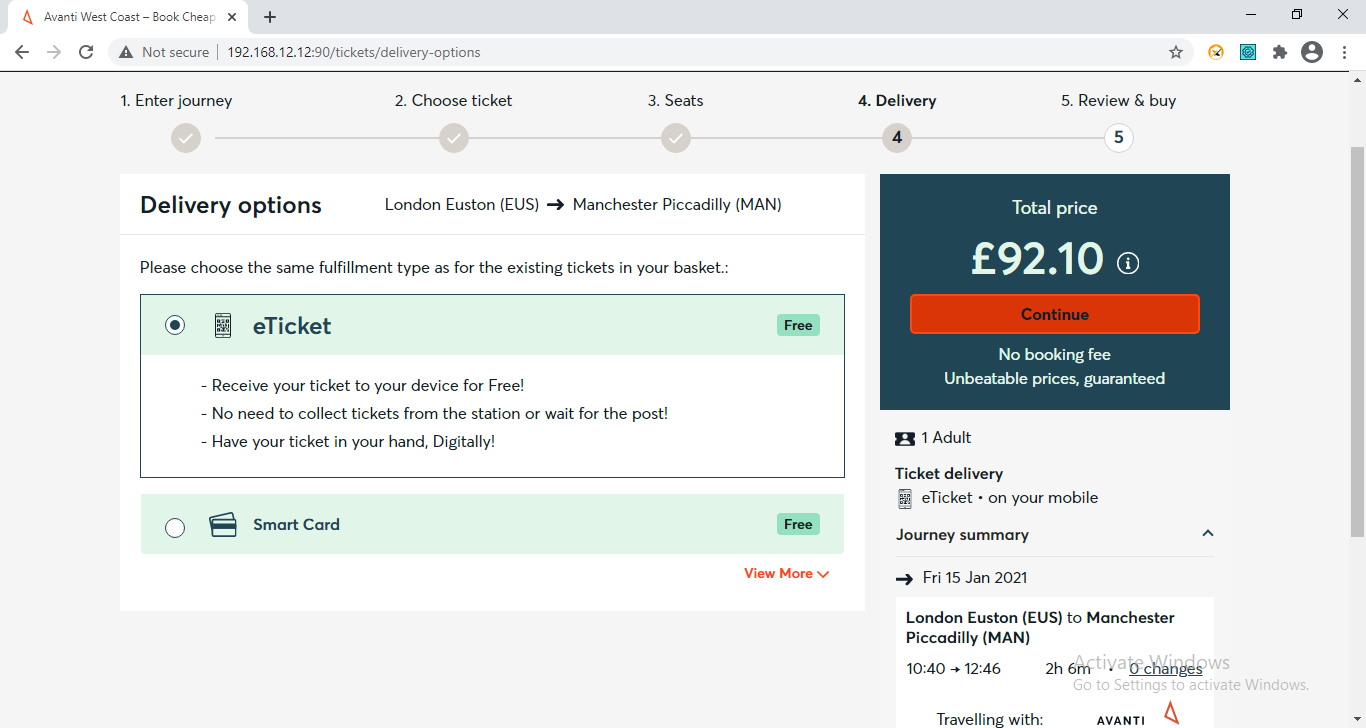 Avanti West Coast – Book Cheap
Not secure
192.168.12.12:90/tickets/delivery-options
1. Enter journey
2. Choose ticket
3. Seats
4. Delivery
5. Review & buy
4
5
Delivery options
London Euston (EUS) → Manchester Piccadilly (MAN)
Please choose the same fulfillment type as for the existing tickets in your basket.:
eTicket
Free
- Receive your ticket to your device for Free!
- No need to collect tickets from the station or wait for the post!
- Have your ticket in your hand, Digitally!
Smart Card
Free
View More
Total price
£92.10
Continue
No booking fee
Unbeatable prices, guaranteed
1 Adult
Ticket delivery
eTicket • on your mobile
Journey summary
→ Fri 15 Jan 2021
London Euston (EUS) to Manchester
Piccadilly (MAN)
10:40 → 12:46
2h 6m • 0 changes
Travelling with:
AVANTI
Activate Windows
Go to Settings to activate Windows.